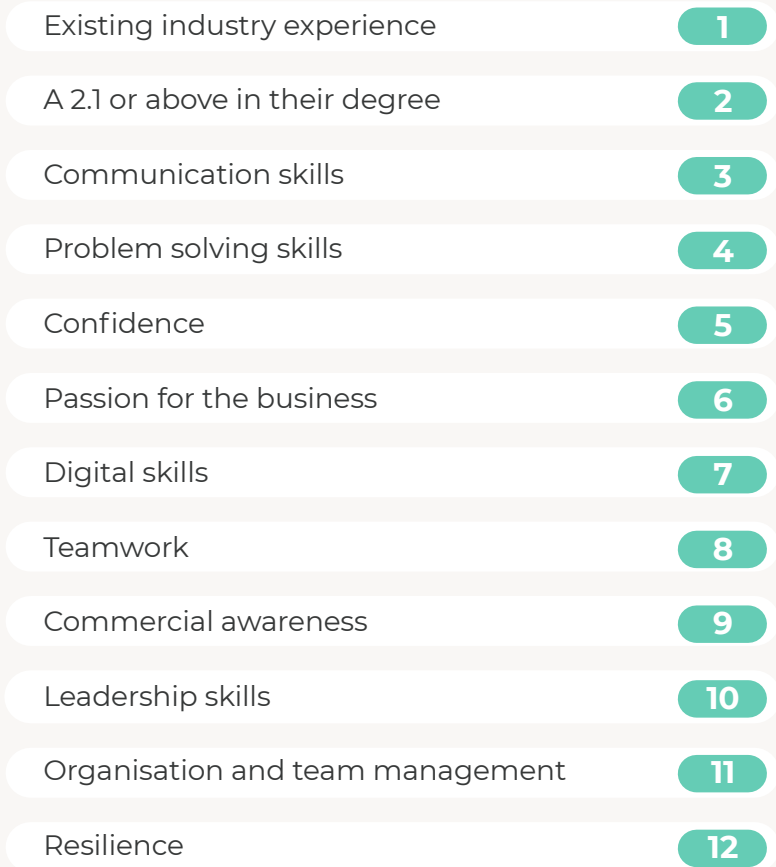 Existing industry experience 1
A 2.1 or above in their degree 2
Communication skills 3
Problem solving skills 4
Confidence 5
Passion for the business 6
Digital skills 7
Teamwork 8
Commercial awareness 9
Leadership skills 10
Organisation and team management 11
Resilience 12